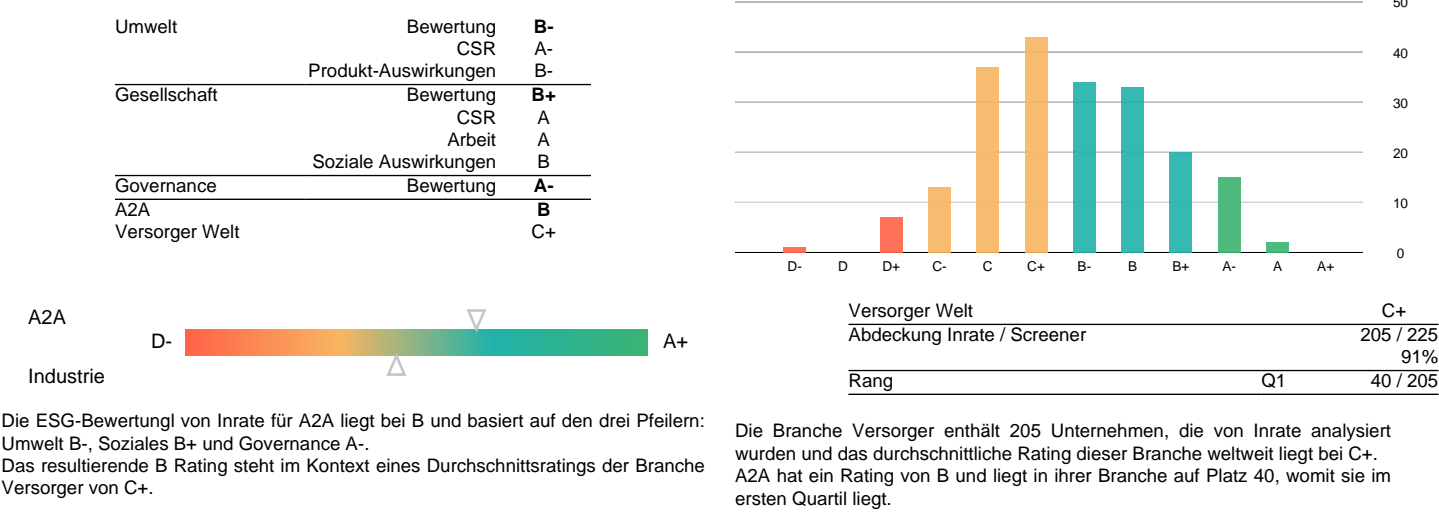 Umwelt Bewertung B-
CSR A-
Produkt-Auswirkungen B-
Gesellschaft Bewertung B+
CSR A
Arbeit A
Soziale Auswirkungen B
Governance Bewertung A-
A2A B
Versorger Welt C+
A2A
D- A+
Industrie
Die ESG-Bewertungl von Inrate für A2A liegt bei B und basiert auf den drei Pfeilern:
Umwelt B-, Soziales B+ und Governance A-.
Das resultierende B Rating steht im Kontext eines Durchschnittsratings der Branche
Versorger von C+.
50
40
30
20
10
0
D- D D+ C- C C+ B- B B+ A- A A+
Versorger Welt C+
Abdeckung Inrate / Screener 205 / 225
91%
Rang Q1 40 / 205
Die Branche Versorger enthält 205 Unternehmen, die von Inrate analysiert
wurden und das durchschnittliche Rating dieser Branche weltweit liegt bei C+.
A2A hat ein Rating von B und liegt in ihrer Branche auf Platz 40, womit sie im
ersten Quartil liegt.